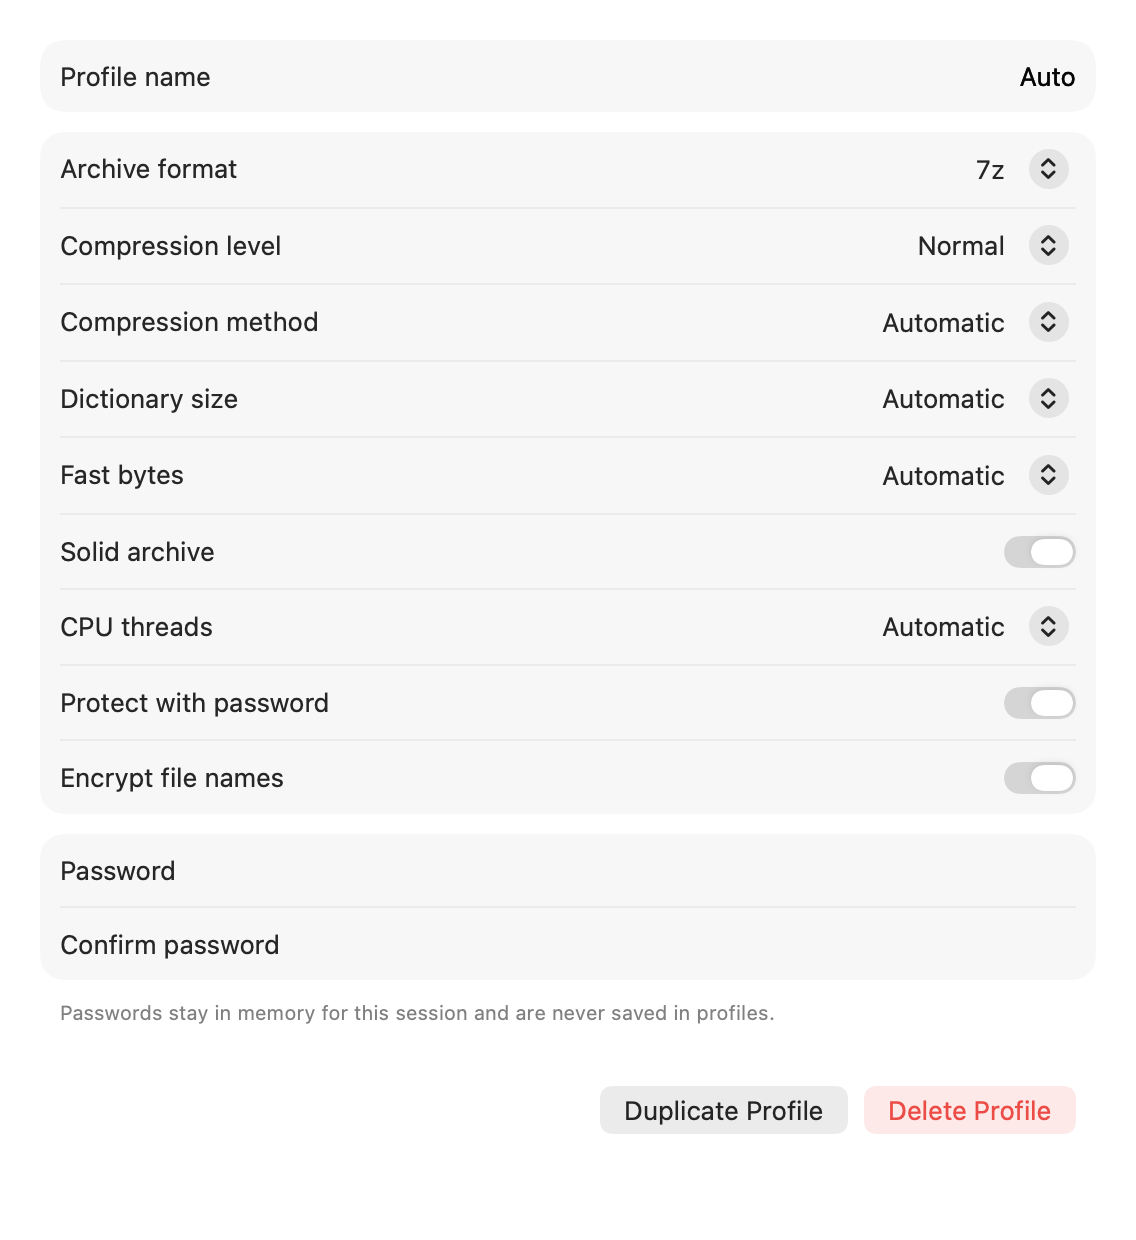 Profile name Auto
Archive format 7z
Compression level Normal
Compression method Automatic
Dictionary size Automatic
Fast bytes Automatic
Solid archive
CPU threads Automatic
Protect with password
Encrypt file names
Password
Confirm password
Passwords stay in memory for this session and are never saved in profiles.
Duplicate Profile Delete Profile